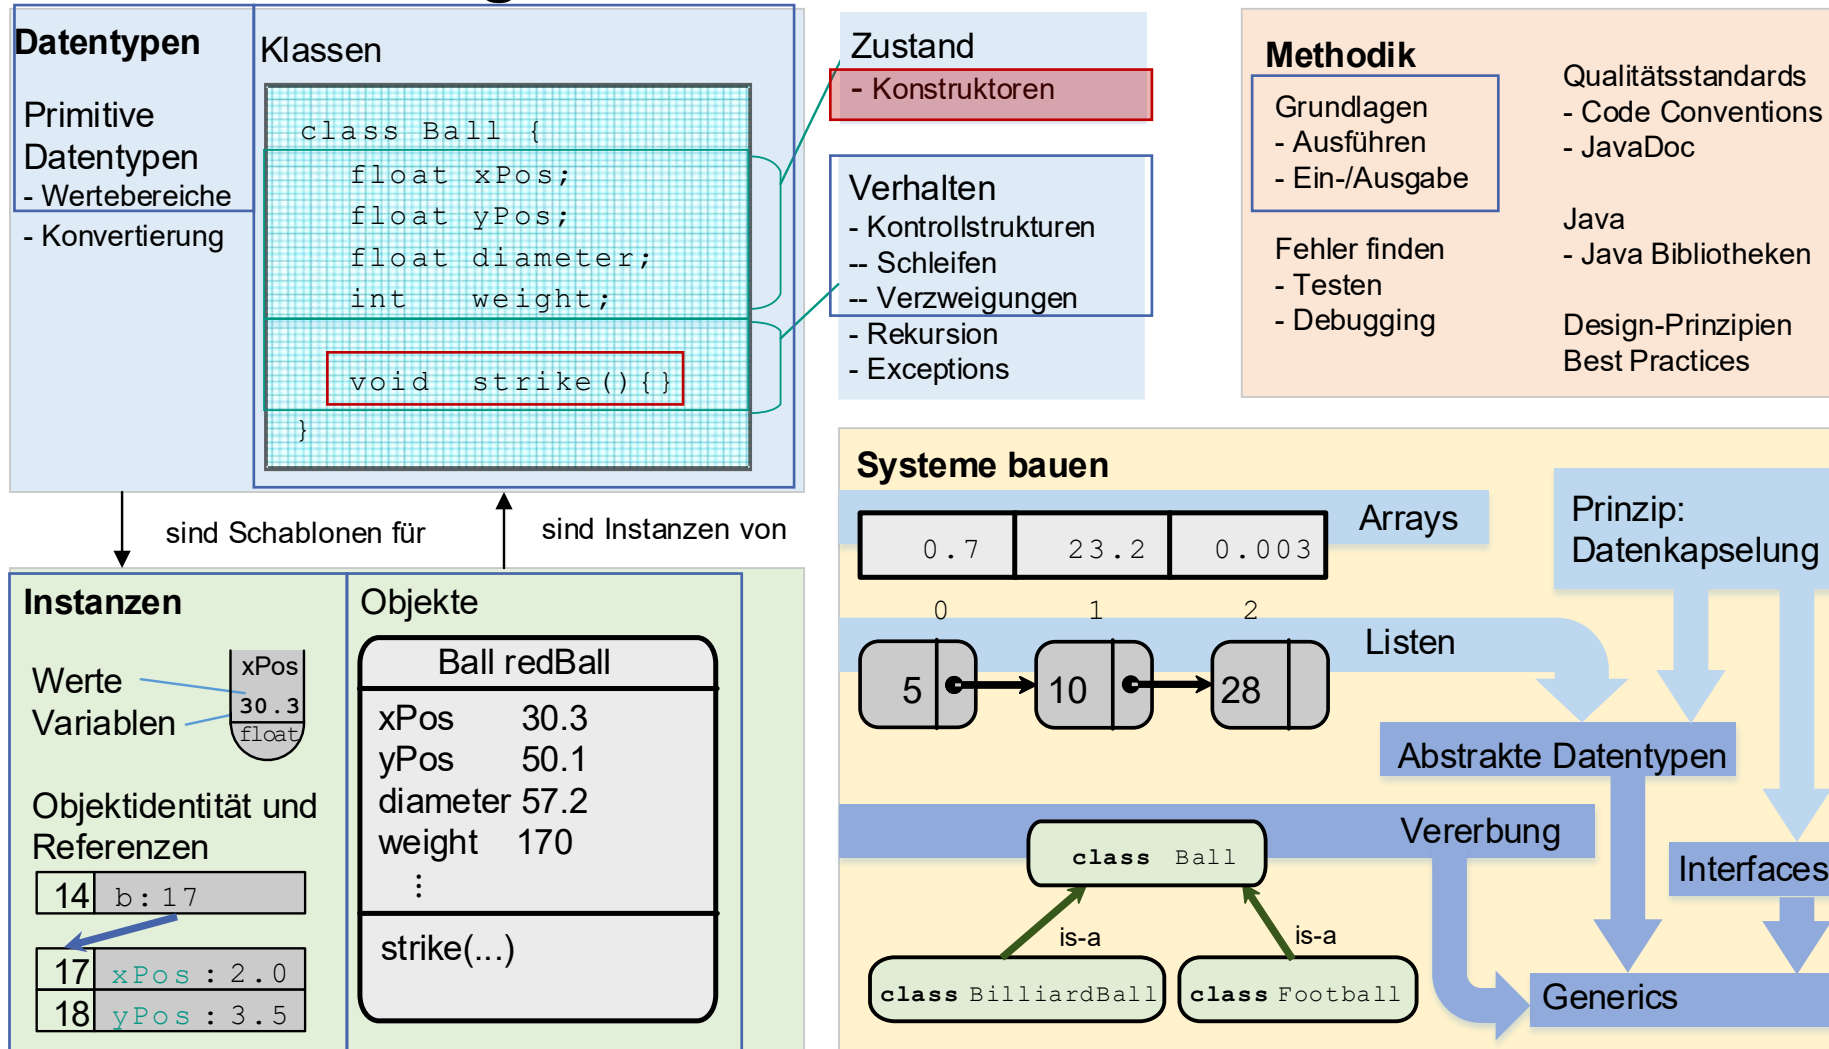 Datentypen
Primitive
Datentypen
- Wertebereiche
- Konvertierung
Klassen
class Ball {
float xPos;
float yPos;
float diameter;
int weight;
void strike(){}
}
Zustand
- Konstruktoren
Verhalten
- Kontrollstrukturen
-- Schleifen
-- Verzweigungen
- Rekursion
- Exceptions
Methodik
Grundlagen
- Ausführen
- Ein-/Ausgabe
Fehler finden
- Testen
- Debugging
Qualitätsstandards
- Code Conventions
- JavaDoc
Java
- Java Bibliotheken
Design-Prinzipien
Best Practices
sind Schablonen für
sind Instanzen von
Instanzen
Werte
Variablen
xPos
30.3
float
Objektidentität und
Referenzen
14 b:17
17 xPos:2.0
18 yPos:3.5
Objekte
Ball redBall
xPos 30.3
yPos 50.1
diameter 57.2
weight 170
⋮
strike(...)
Systeme bauen
Arrays
0.7 23.2 0.003
0 1 2
Listen
5 10 28
Prinzip:
Datenkapselung
Abstrakte Datentypen
Vererbung
class Ball
is-a is-a
class BilliardBall
class Football
Interfaces
Generics